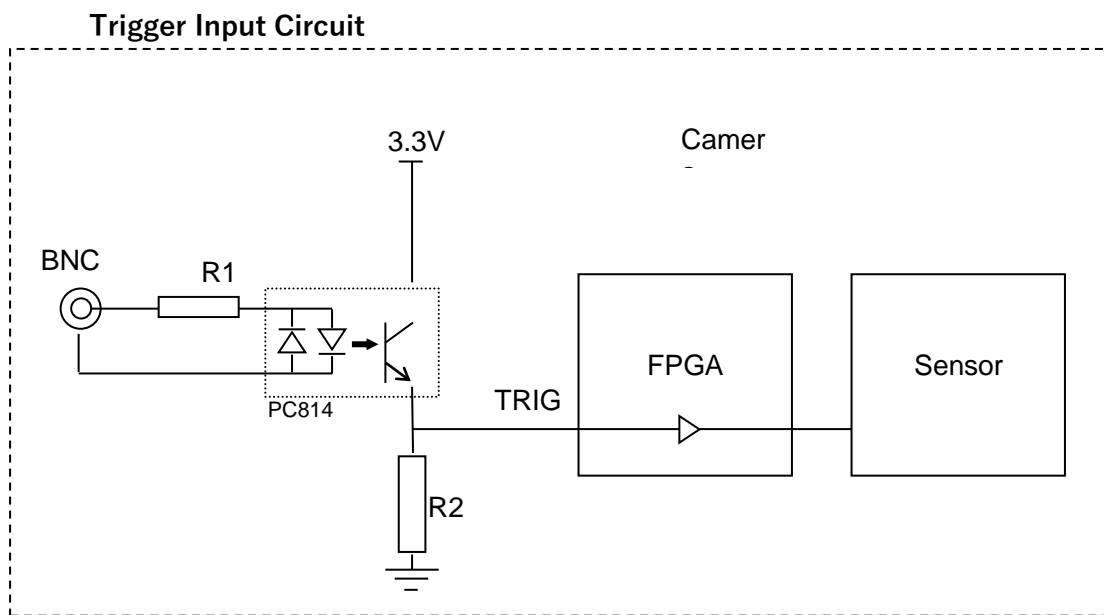 Trigger Input Circuit
3.3V
Camer
BNC
R1
FPGA
Sensor
PC814
TRIG
R2